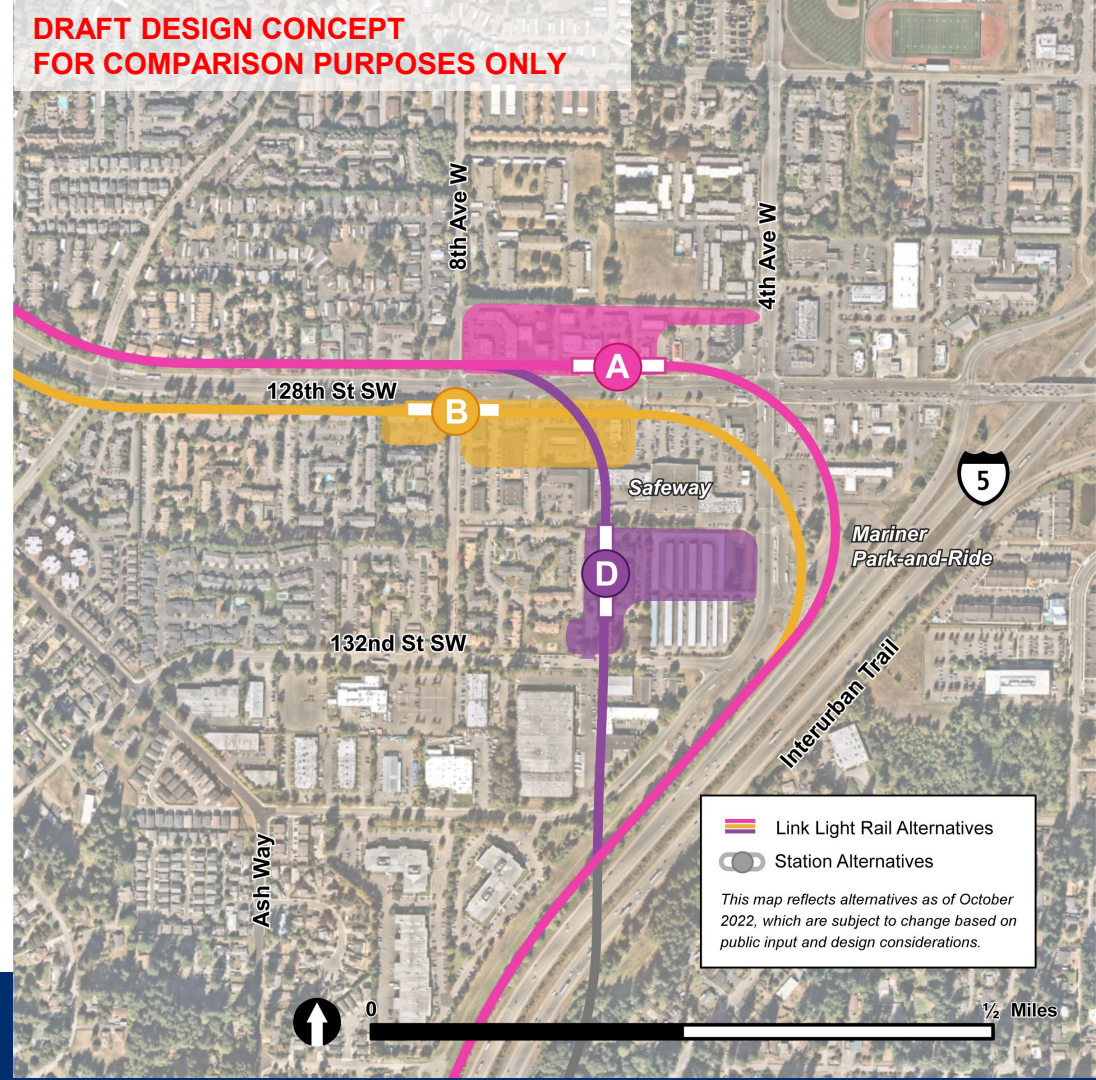 DRAFT DESIGN CONCEPT
FOR COMPARISON PURPOSES ONLY
8th Ave W
4th Ave W
A
128th St SW
B
5
Safeway
Mariner
Park-and-Ride
D
132nd St SW
Interurban Trail
Ash Way
Link Light Rail Alternatives
Station Alternatives
This map reflects alternatives as of October
2022, which are subject to change based on
public input and design considerations.
0
½ Miles